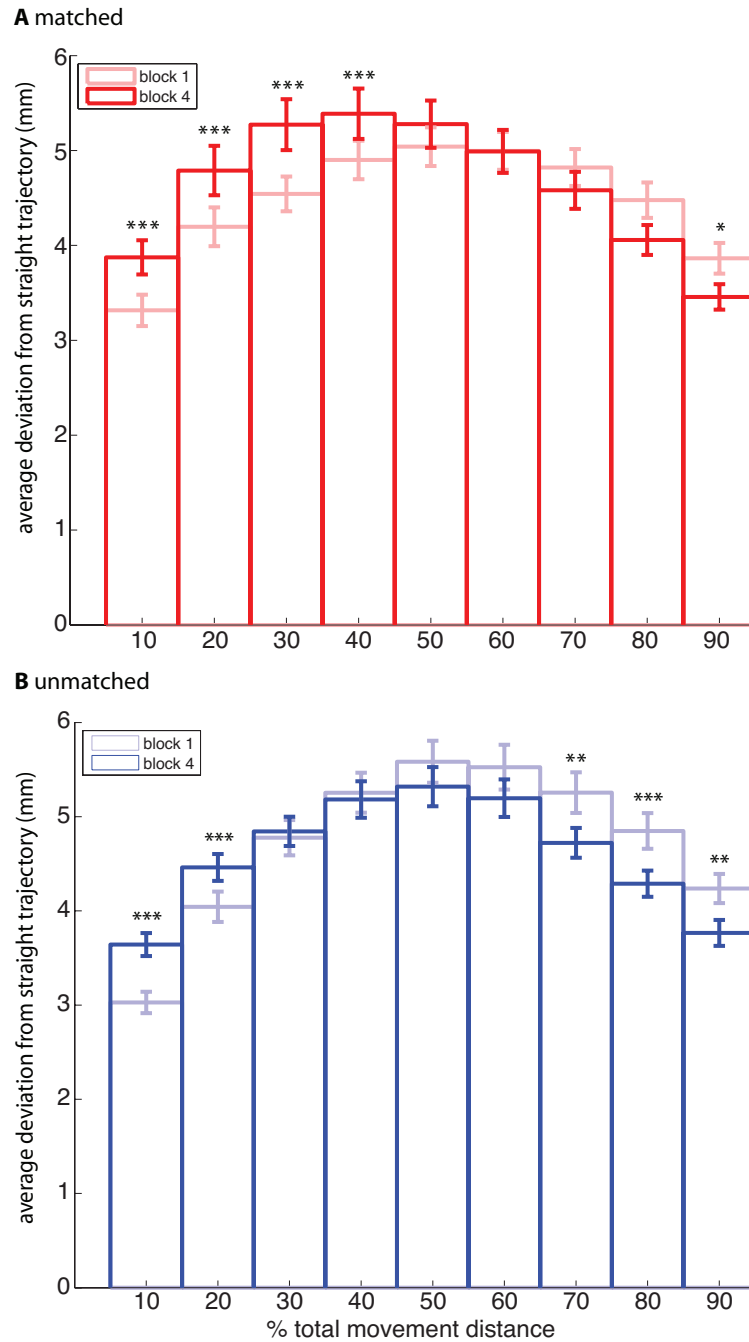 A matched
average deviation from straight trajectory (mm)
block 1
block 4
6
5
4
3
2
1
0
***
***
***
***
*
10 20 30 40 50 60 70 80 90
B unmatched
average deviation from straight trajectory (mm)
block 1
block 4
6
5
4
3
2
1
0
***
***
**
***
**
10 20 30 40 50 60 70 80 90
% total movement distance